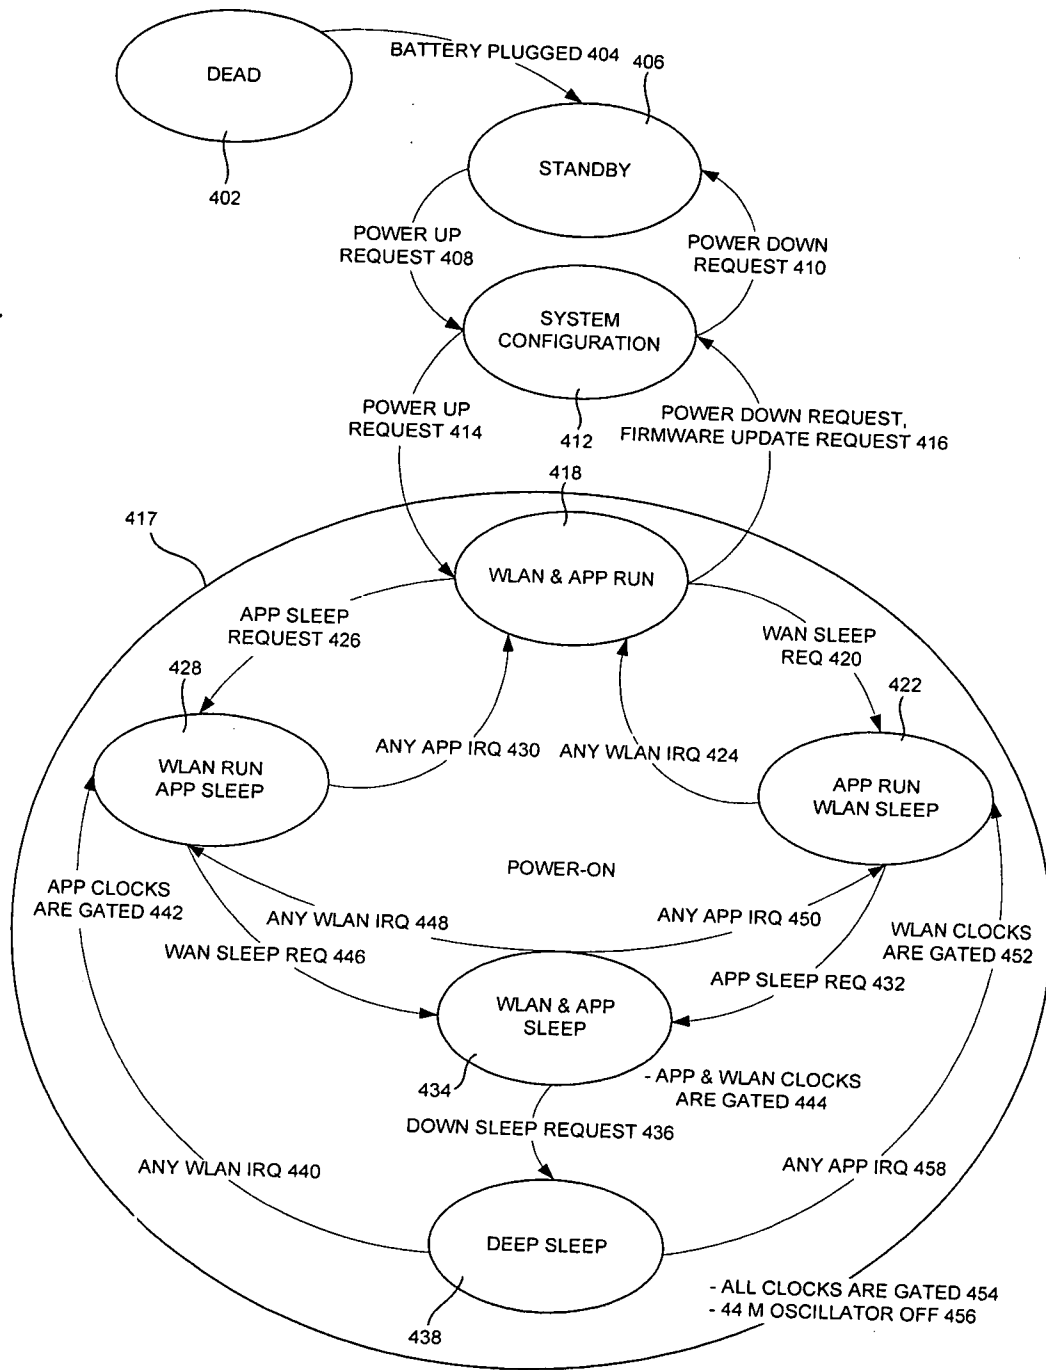 DEAD
BATTERY PLUGGED 404
406
STANDBY
402
POWER UP
REQUEST 408
POWER DOWN
REQUEST 410
SYSTEM
CONFIGURATION
POWER UP
REQUEST 414
412
POWER DOWN REQUEST,
FIRMWARE UPDATE REQUEST 416
418
417
WLAN & APP RUN
APP SLEEP
REQUEST 426
WAN SLEEP
REQ 420
428
422
ANY APP IRQ 430
ANY WLAN IRQ 424
WLAN RUN
APP SLEEP
APP RUN
WLAN SLEEP
POWER-ON
APP CLOCKS
ARE GATED 442
ANY WLAN IRQ 448
ANY APP IRQ 450
WLAN CLOCKS
ARE GATED 452
WAN SLEEP REQ 446
APP SLEEP REQ 432
WLAN & APP
SLEEP
434
- APP & WLAN CLOCKS
ARE GATED 444
DOWN SLEEP REQUEST 436
ANY WLAN IRQ 440
ANY APP IRQ 458
DEEP SLEEP
438
- ALL CLOCKS ARE GATED 454
- 44 M OSCILLATOR OFF 456